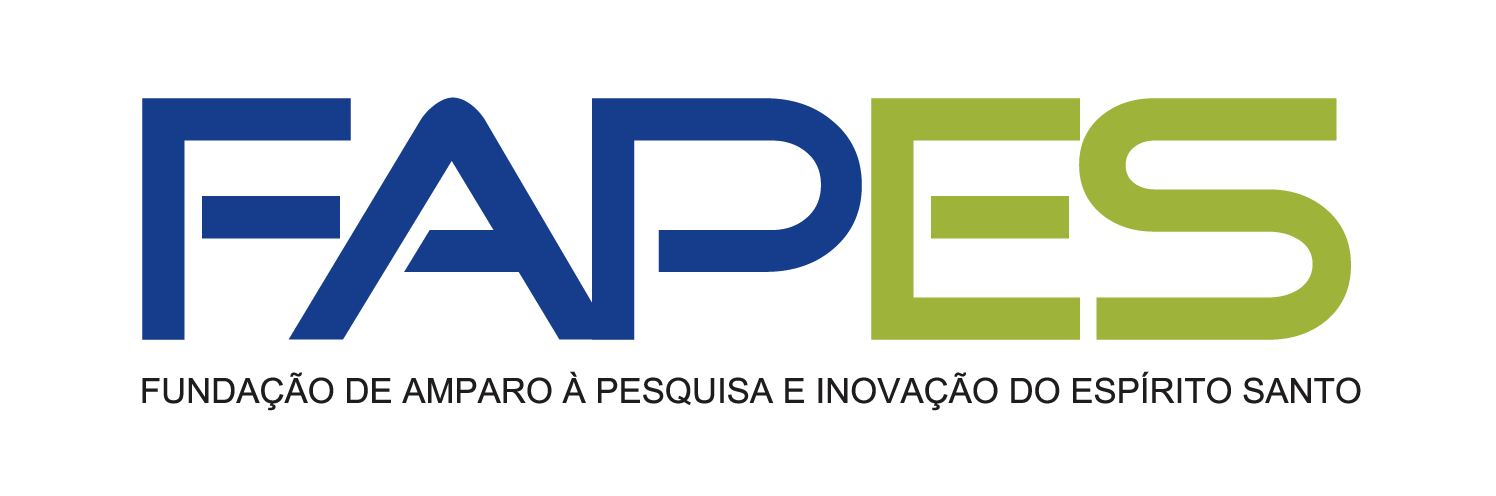 FAPES
FUNDAÇÃO DE AMPARO À PESQUISA E INOVAÇÃO DO ESPÍRITO SANTO